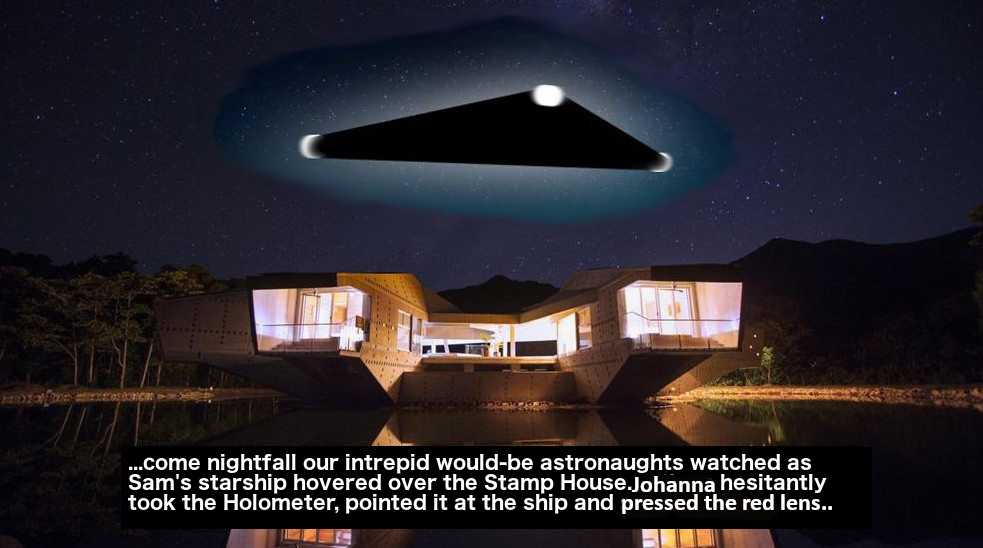 ...come nightfall our intrepid would-be astronaughts watched as
Sam's starship hovered over the Stamp House.Johanna hesitantly
took the Holometer, pointed it at the ship and pressed the red lens..